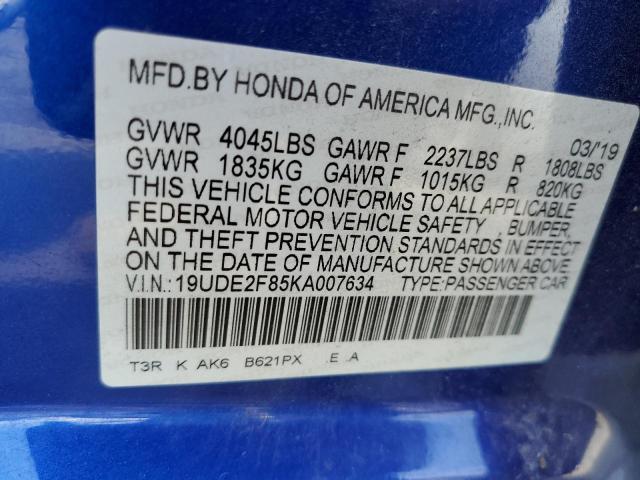 MFD.BY HONDA OF AMERICA MFG.,INC.
03/'19
GVWR 4045LBS GAWR F 2237LBS R 1808LBS
GVWR 1835KG GAWR F 1015KG R 820KG
THIS VEHICLE CONFORMS TO ALL APPLICABLE
FEDERAL MOTOR VEHICLE SAFETY , BUMPER,
AND THEFT PREVENTION STANDARDS IN EFFECT
ON THE DATE OF MANUFACTURE SHOWN ABOVE.
V.I.N.: 19UDE2F85KA007634 TYPE:PASSENGER CAR
T3R K AK6 B621PX .E .A